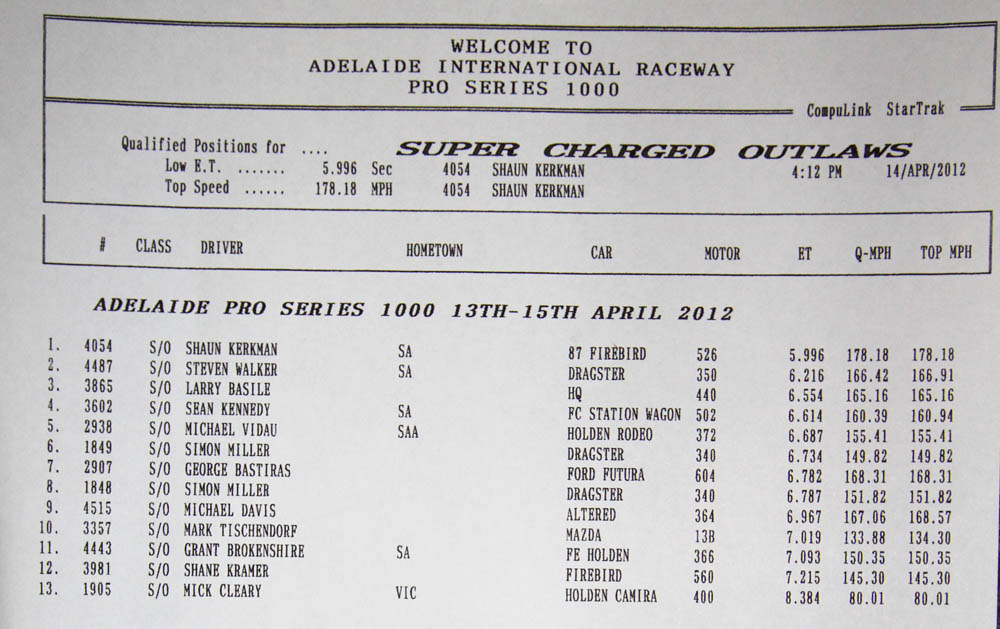 WELCOME TO
ADELAIDE INTERNATIONAL RACEWAY
PRO SERIES 1000
CompuLink StarTrak
Qualified Positions for .... SUPER CHARGED OUTLAWS
Low E.T. ....... 5.996 Sec 4054 SHAUN KERKMAN 4:12 PM 14/APR/2012
Top Speed ...... 178.18 MPH 4054 SHAUN KERKMAN
# CLASS DRIVER HOMETOWN CAR MOTOR ET Q-MPH TOP MPH
ADELAIDE PRO SERIES 1000 13TH-15TH APRIL 2012
1. 4054 S/O SHAUN KERKMAN SA 87 FIREBIRD 526 5.996 178.18 178.18
2. 4487 S/O STEVEN WALKER SA DRAGSTER 350 6.216 166.42 166.91
3. 3865 S/O LARRY BASILE HQ 440 6.554 165.16 165.16
4. 3602 S/O SEAN KENNEDY SA FC STATION WAGON 502 6.614 160.39 160.94
5. 2938 S/O MICHAEL VIDAU SAA HOLDEN RODEO 372 6.687 155.41 155.41
6. 1849 S/O SIMON MILLER DRAGSTER 340 6.734 149.82 149.82
7. 2907 S/O GEORGE BASTIRAS FORD FUTURA 604 6.782 168.31 168.31
8. 1848 S/O SIMON MILLER DRAGSTER 340 6.787 151.82 151.82
9. 4515 S/O MICHAEL DAVIS ALTERED 364 6.967 167.06 168.57
10. 3357 S/O MARK TISCHENDORF MAZDA 13B 7.019 133.88 134.30
11. 4443 S/O GRANT BROKENSHIRE SA FE HOLDEN 366 7.093 150.35 150.35
12. 3981 S/O SHANE KRAMER FIREBIRD 560 7.215 145.30 145.30
13. 1905 S/O MICK CLEARY VIC HOLDEN CAMIRA 400 8.384 80.01 80.01